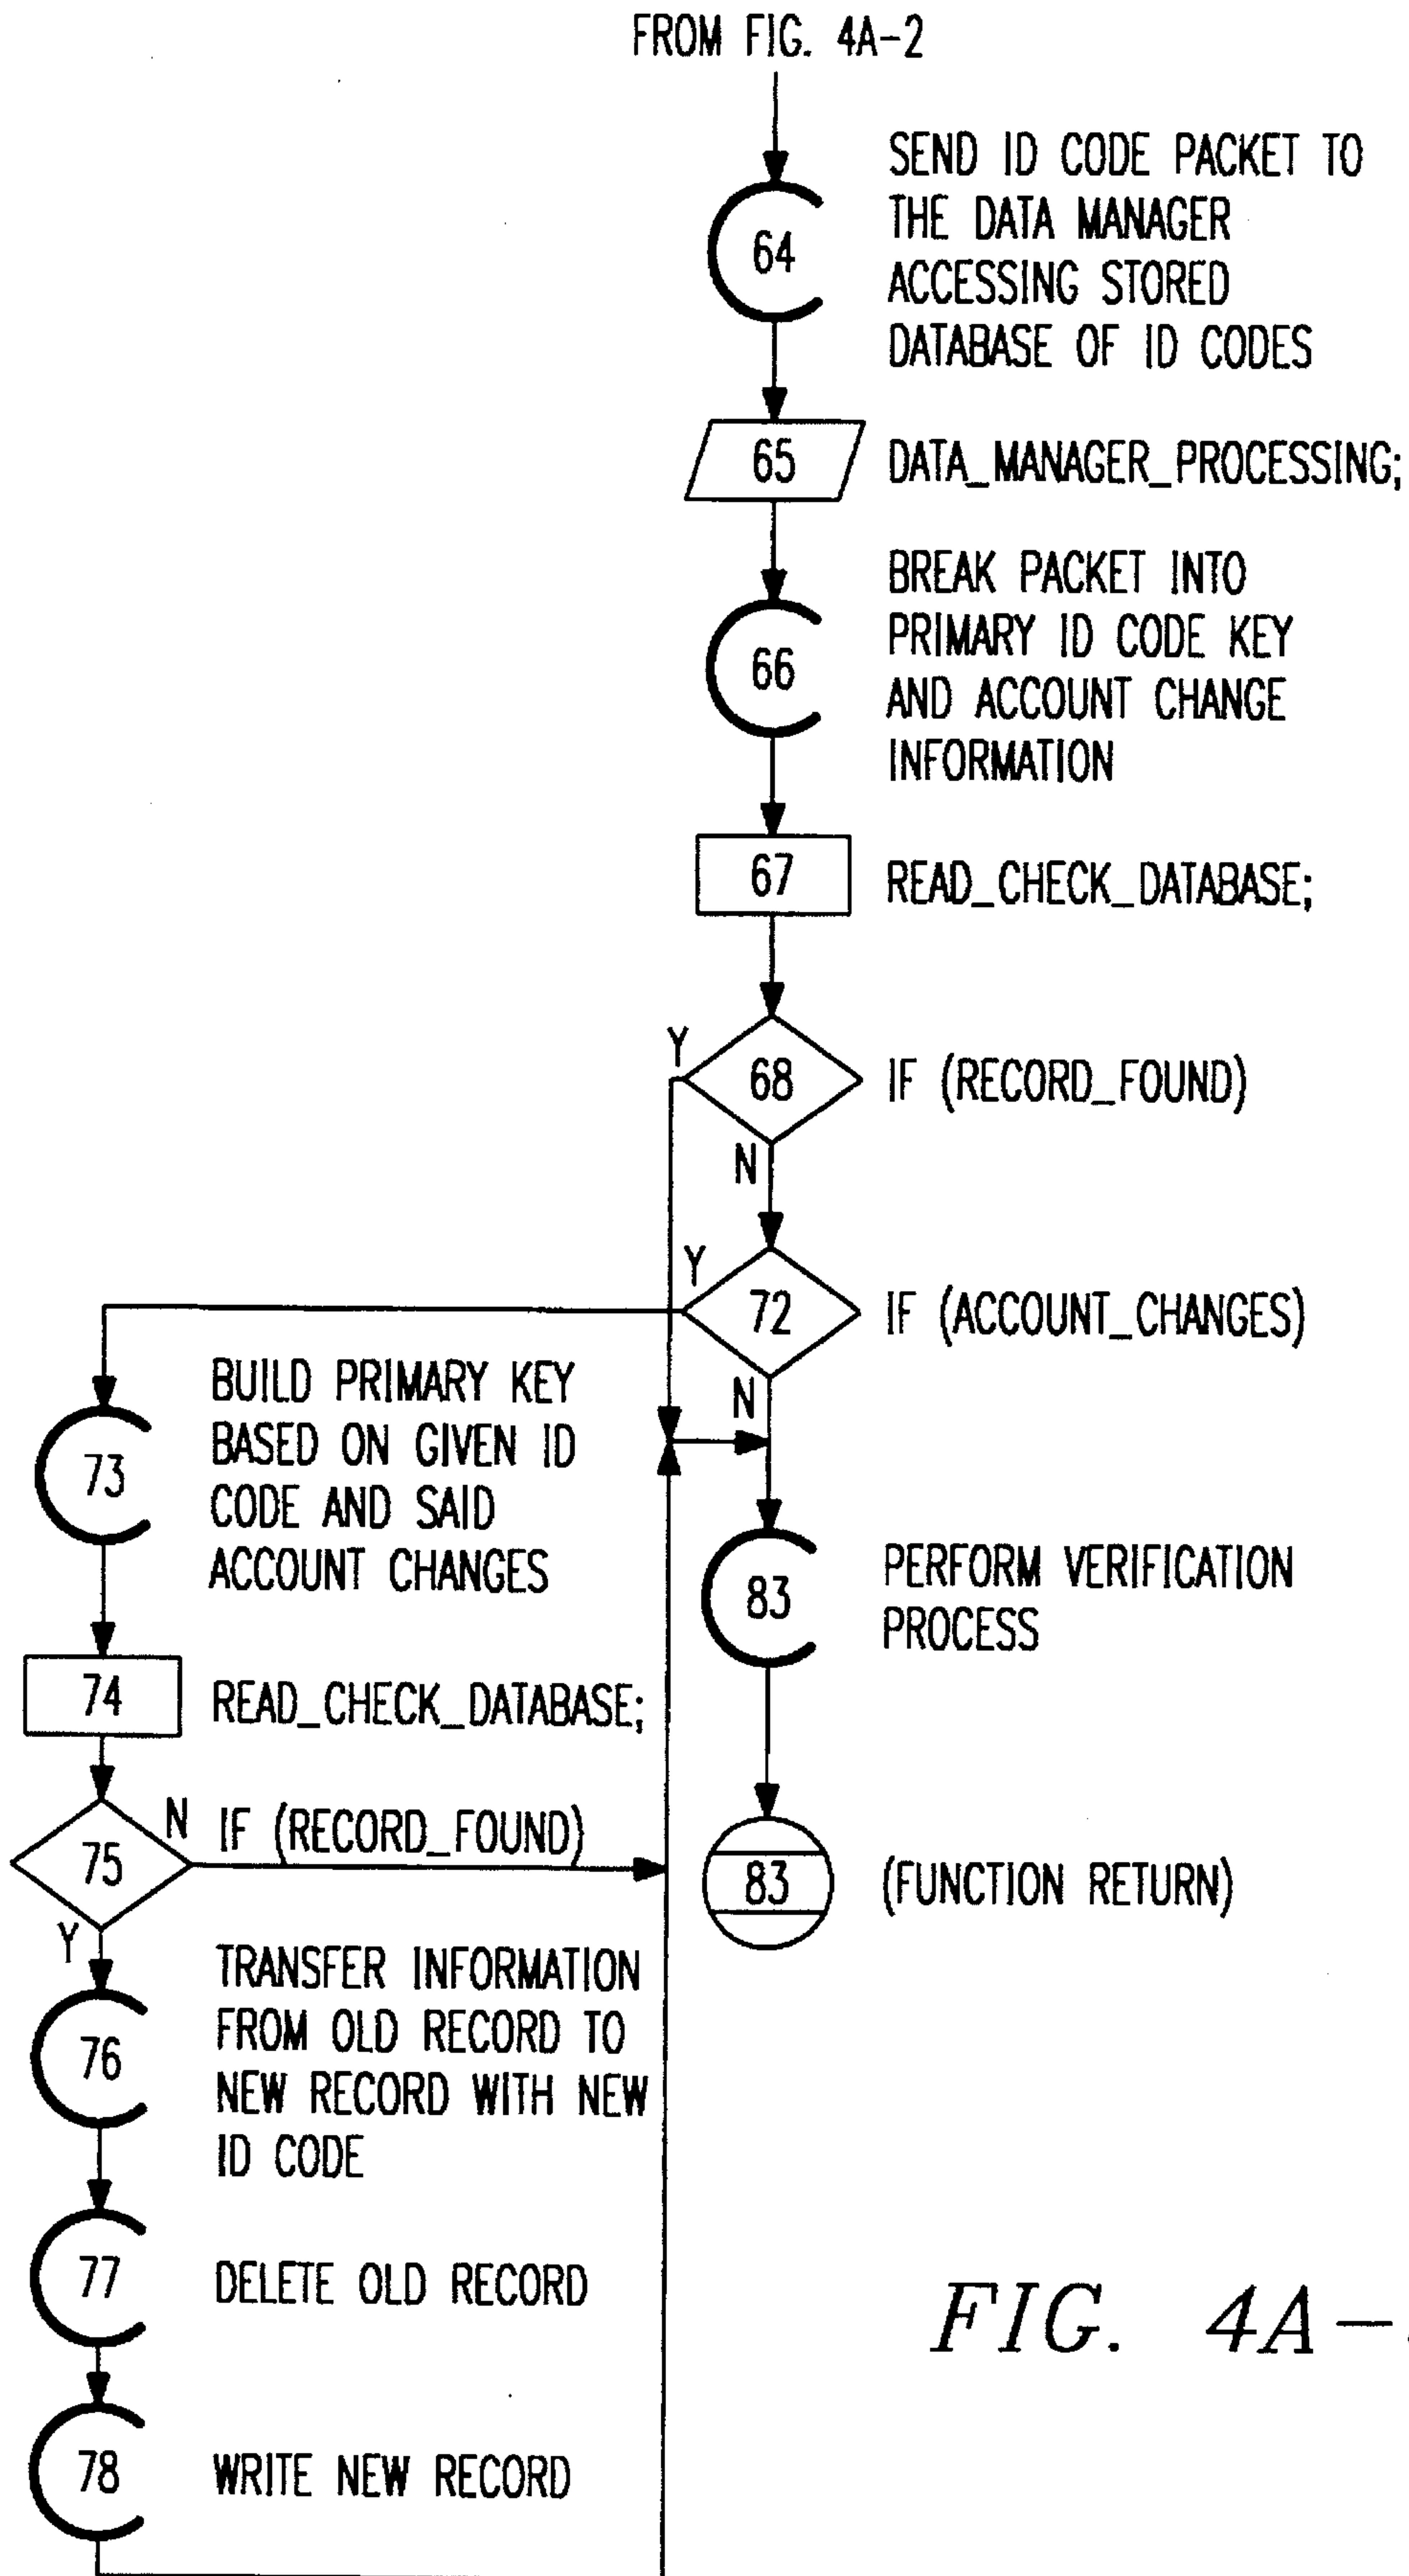 FROM FIG. 4A-2
64
SEND ID CODE PACKET TO
THE DATA MANAGER
ACCESSING STORED
DATABASE OF ID CODES
65
DATA_MANAGER_PROCESSING;
66
BREAK PACKET INTO
PRIMARY ID CODE KEY
AND ACCOUNT CHANGE
INFORMATION
67
READ_CHECK_DATABASE;
Y
68
IF (RECORD_FOUND)
N
Y
72
IF (ACCOUNT_CHANGES)
N
73
BUILD PRIMARY KEY
BASED ON GIVEN ID
CODE AND SAID
ACCOUNT CHANGES
83
PERFORM VERIFICATION
PROCESS
74
READ_CHECK_DATABASE;
75
N
IF (RECORD_FOUND)
Y
83
(FUNCTION RETURN)
76
TRANSFER INFORMATION
FROM OLD RECORD TO
NEW RECORD WITH NEW
ID CODE
77
DELETE OLD RECORD
78
WRITE NEW RECORD
FIG. 4A-